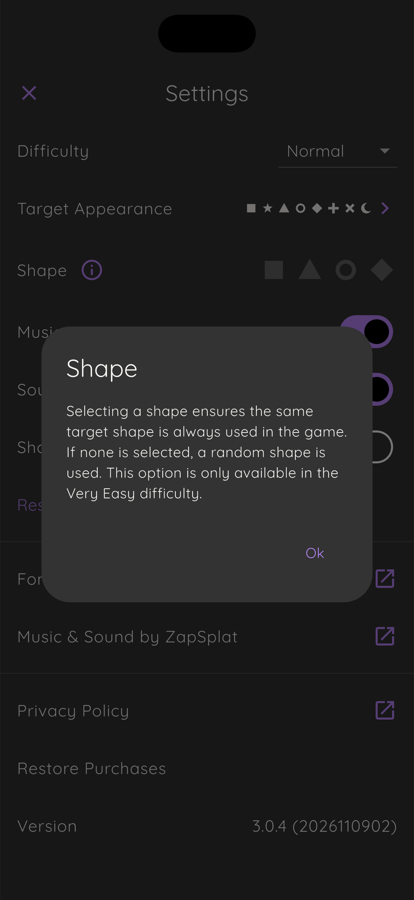 Settings
Difficulty
Normal
Target Appearance
Shape
Music
Shape
Selecting a shape ensures the same
target shape is always used in the game.
If none is selected, a random shape is
used. This option is only available in the
Very Easy difficulty.
Ok
Music & Sound by ZapSplat
Privacy Policy
Restore Purchases
Version
3.0.4 (2026110902)